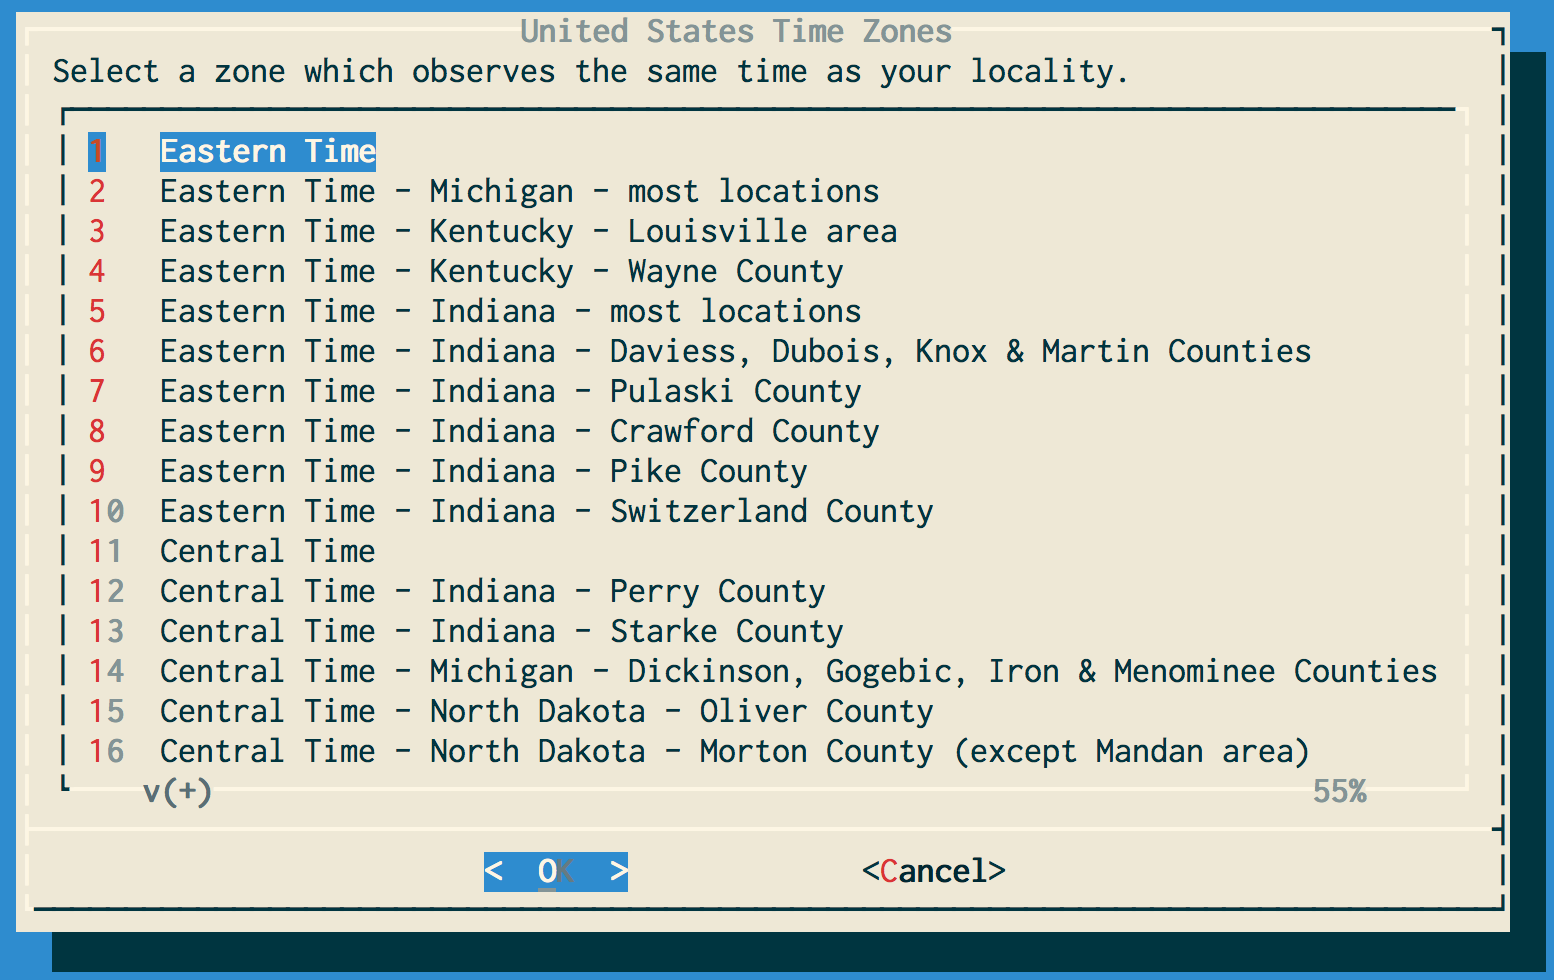 United States Time Zones
Select a zone which observes the same time as your locality.
1 Eastern Time
2 Eastern Time - Michigan - most locations
3 Eastern Time - Kentucky - Louisville area
4 Eastern Time - Kentucky - Wayne County
5 Eastern Time - Indiana - most locations
6 Eastern Time - Indiana - Daviess, Dubois, Knox & Martin Counties
7 Eastern Time - Indiana - Pulaski County
8 Eastern Time - Indiana - Crawford County
9 Eastern Time - Indiana - Pike County
10 Eastern Time - Indiana - Switzerland County
11 Central Time
12 Central Time - Indiana - Perry County
13 Central Time - Indiana - Starke County
14 Central Time - Michigan - Dickinson, Gogebic, Iron & Menominee Counties
15 Central Time - North Dakota - Oliver County
16 Central Time - North Dakota - Morton County (except Mandan area)
v(+) 55%
< OK > <Cancel>